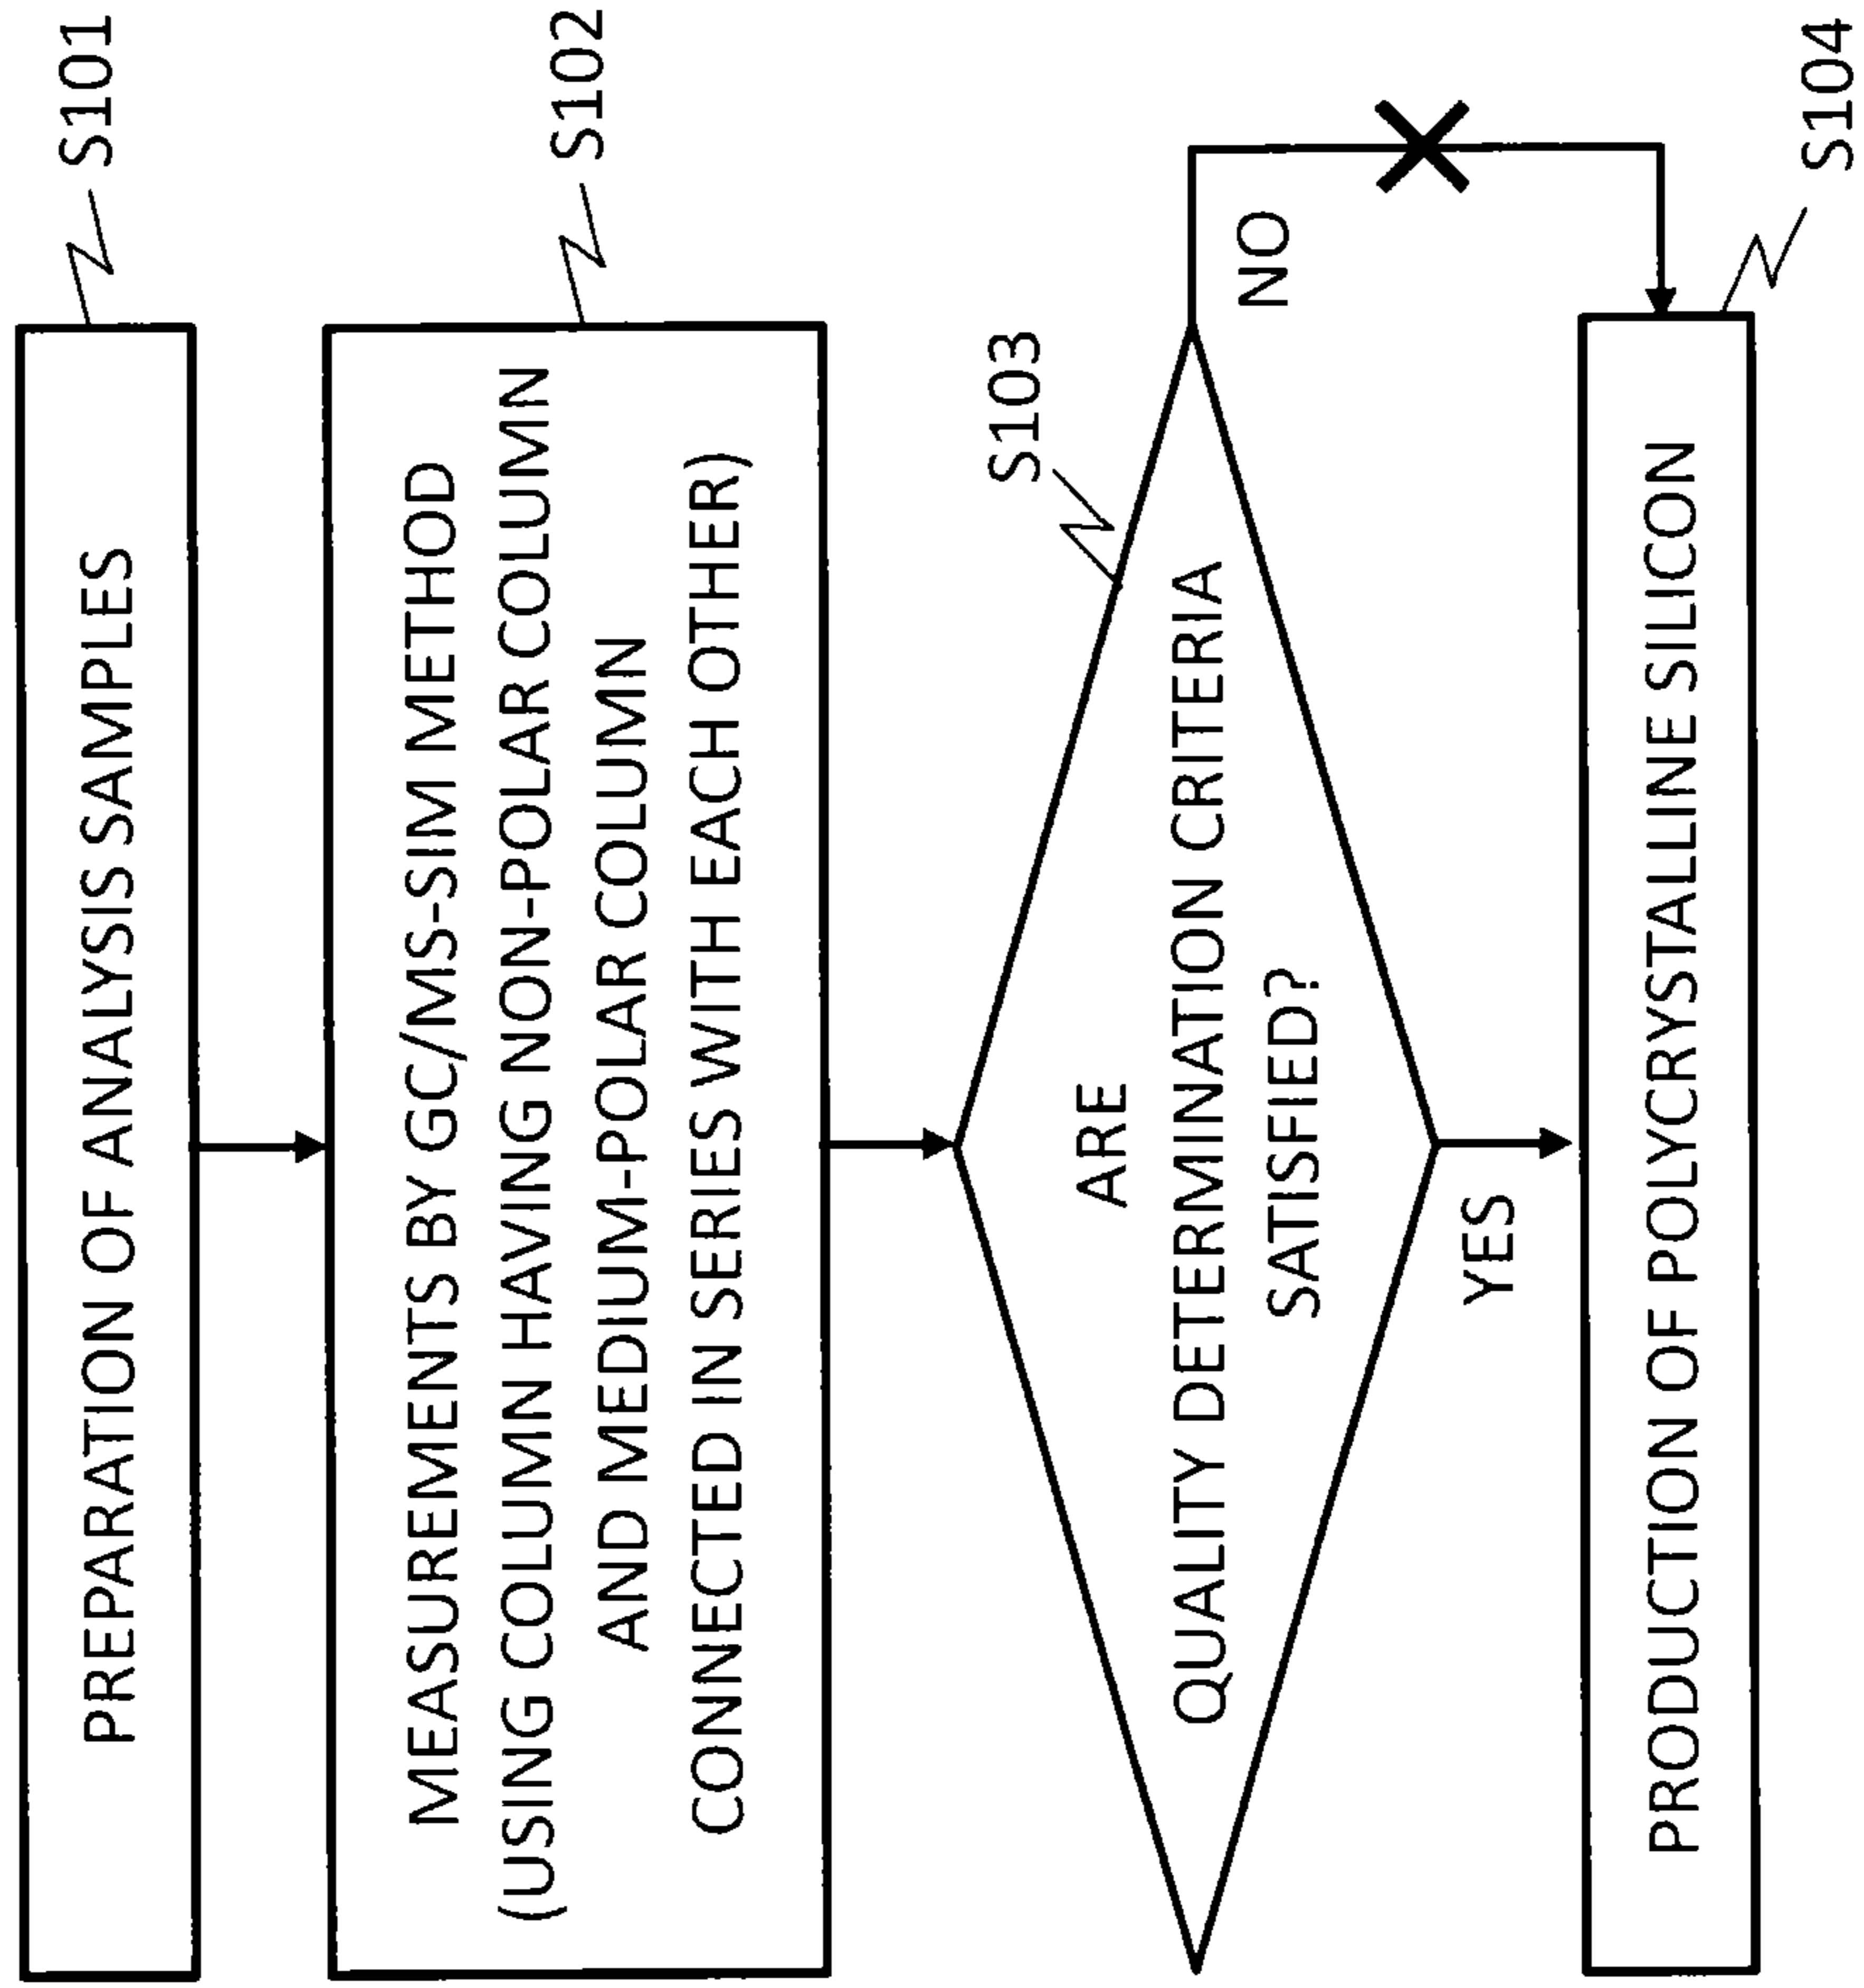 PREPARATION OF ANALYSIS SAMPLES
S101
MEASUREMENTS BY GC/MS-SIM METHOD
(USING COLUMN HAVING NON-POLAR COLUMN
AND MEDIUM-POLAR COLUMN
CONNECTED IN SERIES WITH EACH OTHER)
S102
ARE
QUALITY DETERMINATION CRITERIA
SATISFIED?
S103
NO
YES
PRODUCTION OF POLYCRYSTALLINE SILICON
S104